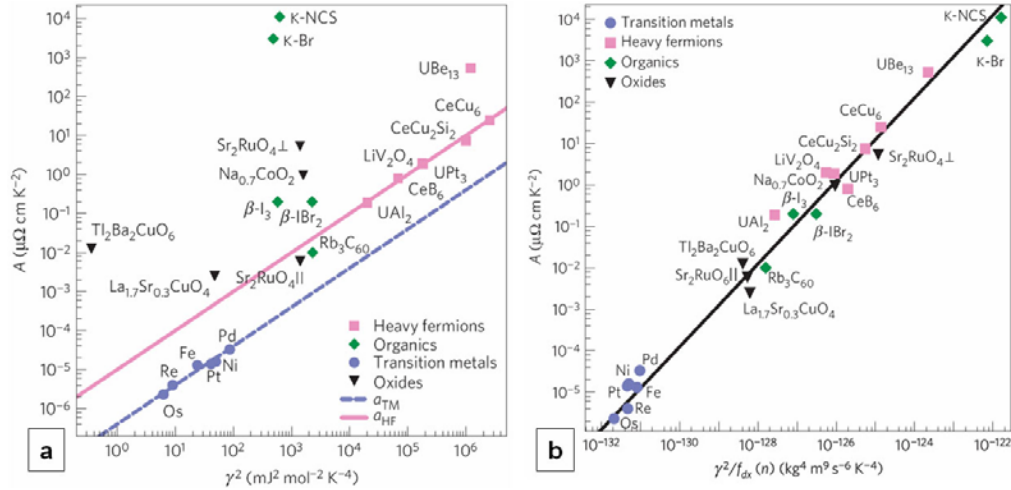 κ-NCS
κ-Br
UBe₁₃
CeCu₆
CeCu₂Si₂
Sr₂RuO₄⊥
LiV₂O₄
Na₀.₇CoO₂
UPt₃
CeB₆
β-I₃
β-IBr₂
UAl₂
Tl₂Ba₂CuO₆
Rb₃C₆₀
La₁.₇Sr₀.₃CuO₄
Sr₂RuO₄II
Pd
Fe
Ni
Pt
Re
Os
Heavy fermions
Organics
Transition metals
Oxides
a_TM
a_HF
A (μΩ cm K⁻²)
10⁴
10³
10²
10¹
10⁰
10⁻¹
10⁻²
10⁻³
10⁻⁴
10⁻⁵
10⁻⁶
10⁰
10¹
10²
10³
10⁴
10⁵
10⁶
γ² (mJ² mol⁻² K⁻⁴)
a
Transition metals
Heavy fermions
Organics
Oxides
κ-NCS
κ-Br
UBe₁₃
CeCu₆
CeCu₂Si₂
Sr₂RuO₄⊥
LiV₂O₄
Na₀.₇CoO₂
UPt₃
CeB₆
β-I₃
β-IBr₂
UAl₂
Tl₂Ba₂CuO₆
Sr₂RuO₆II
Rb₃C₆₀
La₁.₇Sr₀.₃CuO₄
Ni
Pd
Pt
Fe
Re
Os
A (μΩ cm K⁻²)
10⁴
10³
10²
10¹
10⁰
10⁻¹
10⁻²
10⁻³
10⁻⁴
10⁻⁵
10⁻⁶
10⁻¹³²
10⁻¹³⁰
10⁻¹²⁸
10⁻¹²⁶
10⁻¹²⁴
10⁻¹²²
γ²/f_dx (n) (kg⁴ m⁹ s⁻⁶ K⁻⁴)
b